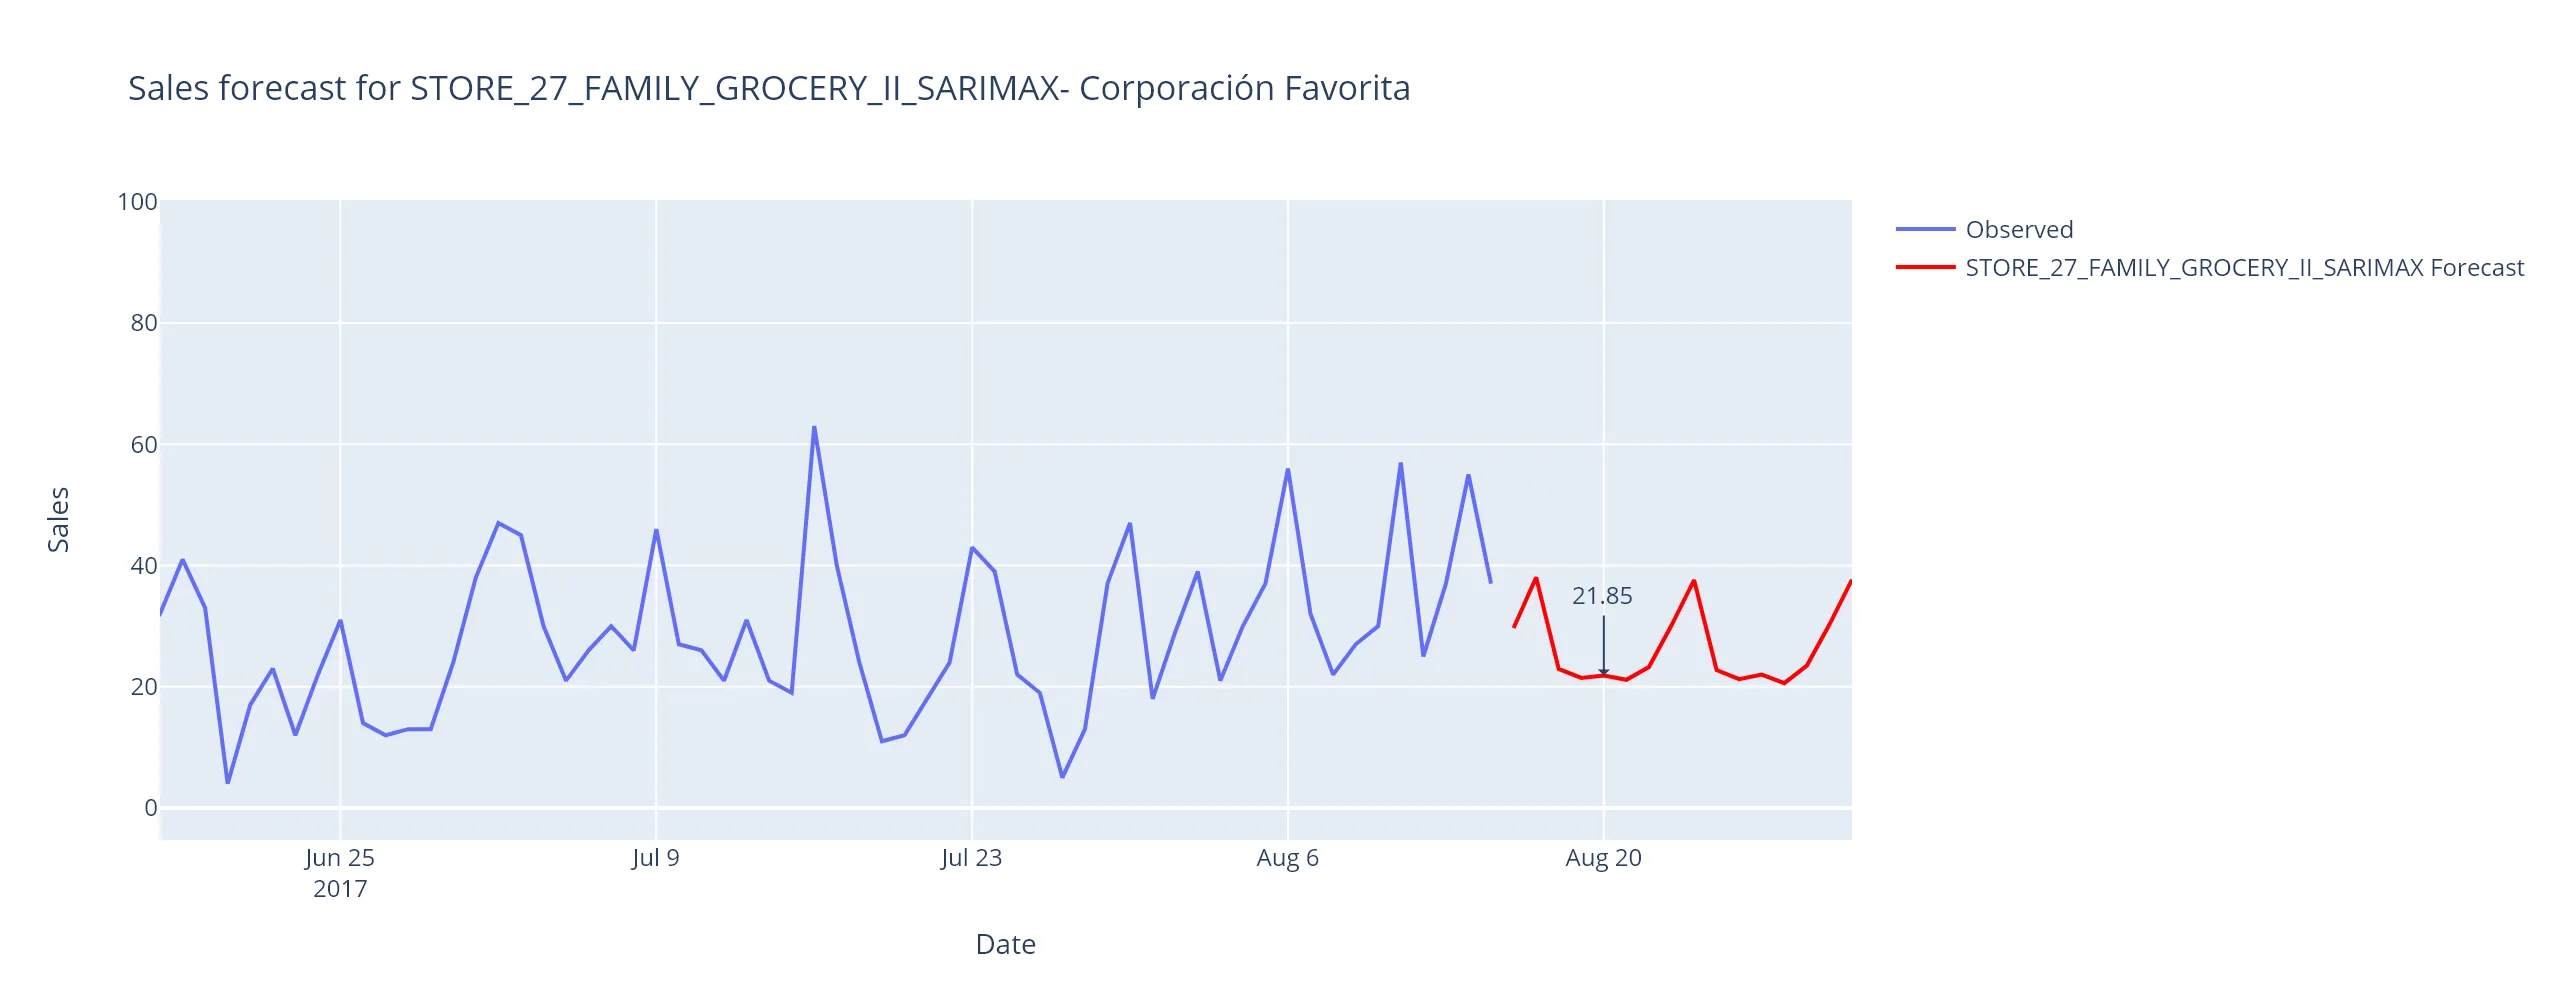 Sales forecast for STORE_27_FAMILY_GROCERY_II_SARIMAX- Corporación Favorita
100
80
60
40
20
0
Sales
21.85
Jun 25
2017
Jul 9
Jul 23
Aug 6
Aug 20
Date
Observed
STORE_27_FAMILY_GROCERY_II_SARIMAX Forecast